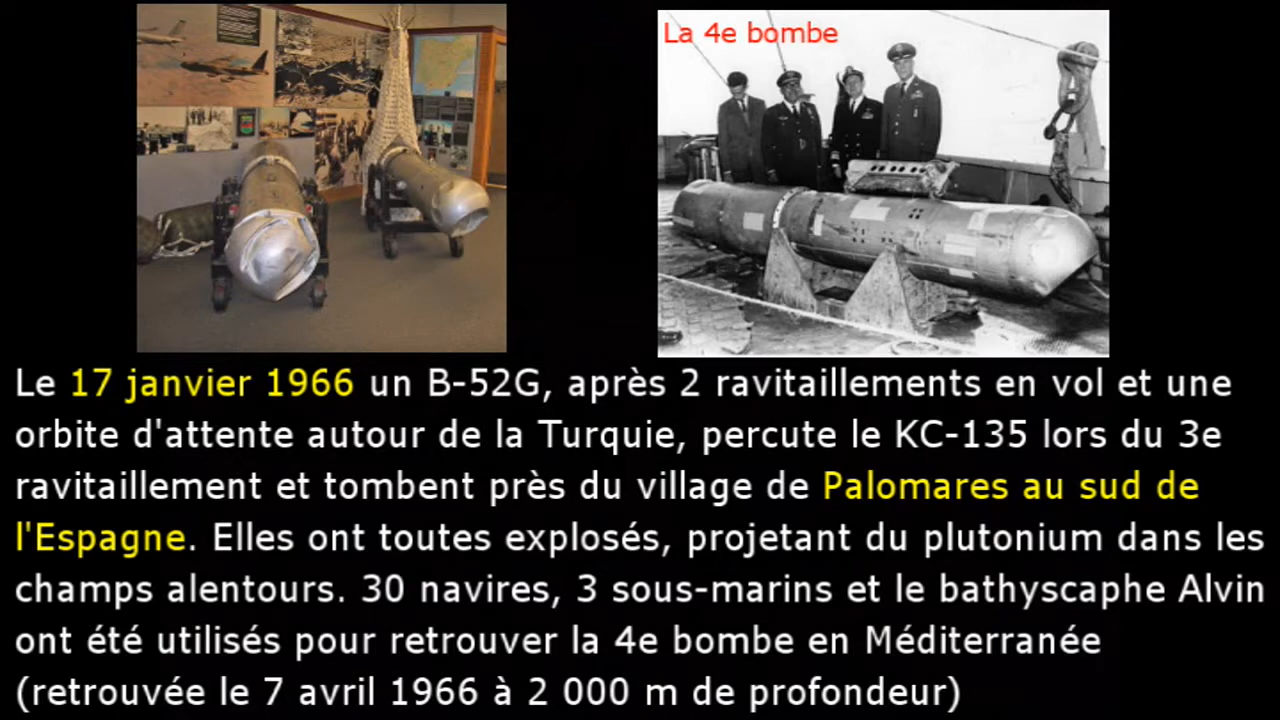 La 4e bombe
Le 17 janvier 1966 un B-52G, après 2 ravitaillements en vol et une
orbite d'attente autour de la Turquie, percute le KC-135 lors du 3e
ravitaillement et tombent près du village de Palomares au sud de
l'Espagne. Elles ont toutes explosés, projetant du plutonium dans les
champs alentours. 30 navires, 3 sous-marins et le bathyscaphe Alvin
ont été utilisés pour retrouver la 4e bombe en Méditerranée
(retrouvée le 7 avril 1966 à 2 000 m de profondeur)